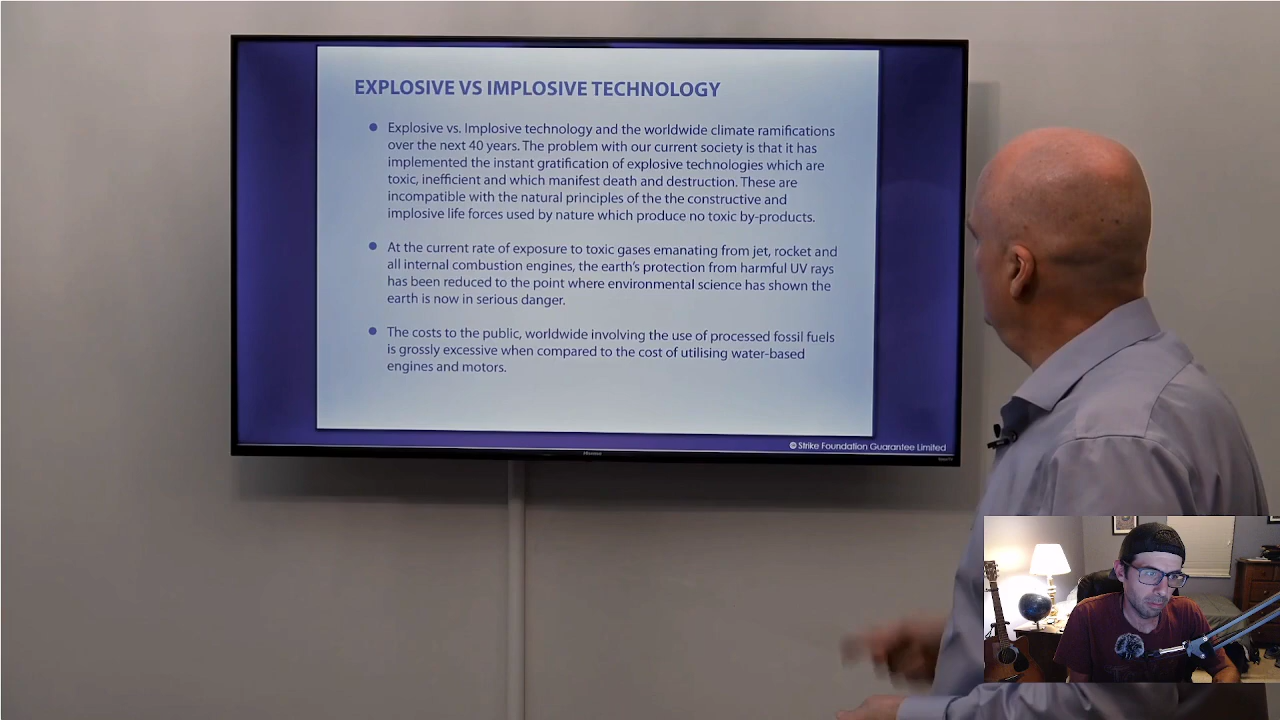 EXPLOSIVE VS IMPLOSIVE TECHNOLOGY
Explosive vs. Implosive technology and the worldwide climate ramifications
over the next 40 years. The problem with our current society is that it has
implemented the instant gratification of explosive technologies which are
toxic, inefficient and which manifest death and destruction. These are
incompatible with the natural principles of the the constructive and
implosive life forces used by nature which produce no toxic by-products.
At the current rate of exposure to toxic gases emanating from jet, rocket and
all internal combustion engines, the earth's protection from harmful UV rays
has been reduced to the point where environmental science has shown the
earth is now in serious danger.
The costs to the public, worldwide involving the use of processed fossil fuels
is grossly excessive when compared to the cost of utilising water-based
engines and motors.
© Strike Foundation Guarantee Limited
Hisense